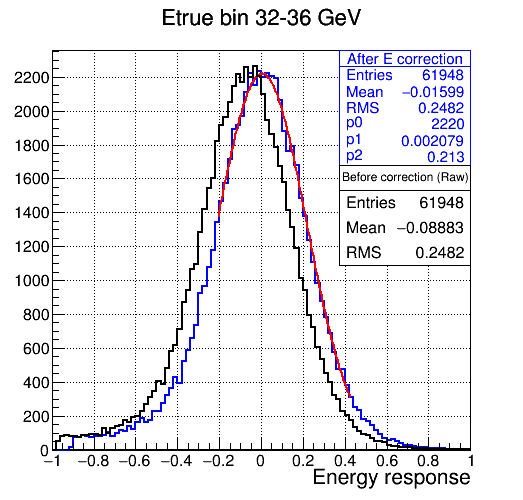 Etrue bin 32-36 GeV
After E correction
Entries 61948
Mean −0.01599
RMS 0.2482
p0 2220
p1 0.002079
p2 0.213
Before correction (Raw)
Entries 61948
Mean −0.08883
RMS 0.2482
2200
2000
1800
1600
1400
1200
1000
800
600
400
200
0
−1 −0.8 −0.6 −0.4 −0.2 0 0.2 0.4 0.6 0.8 1
Energy response